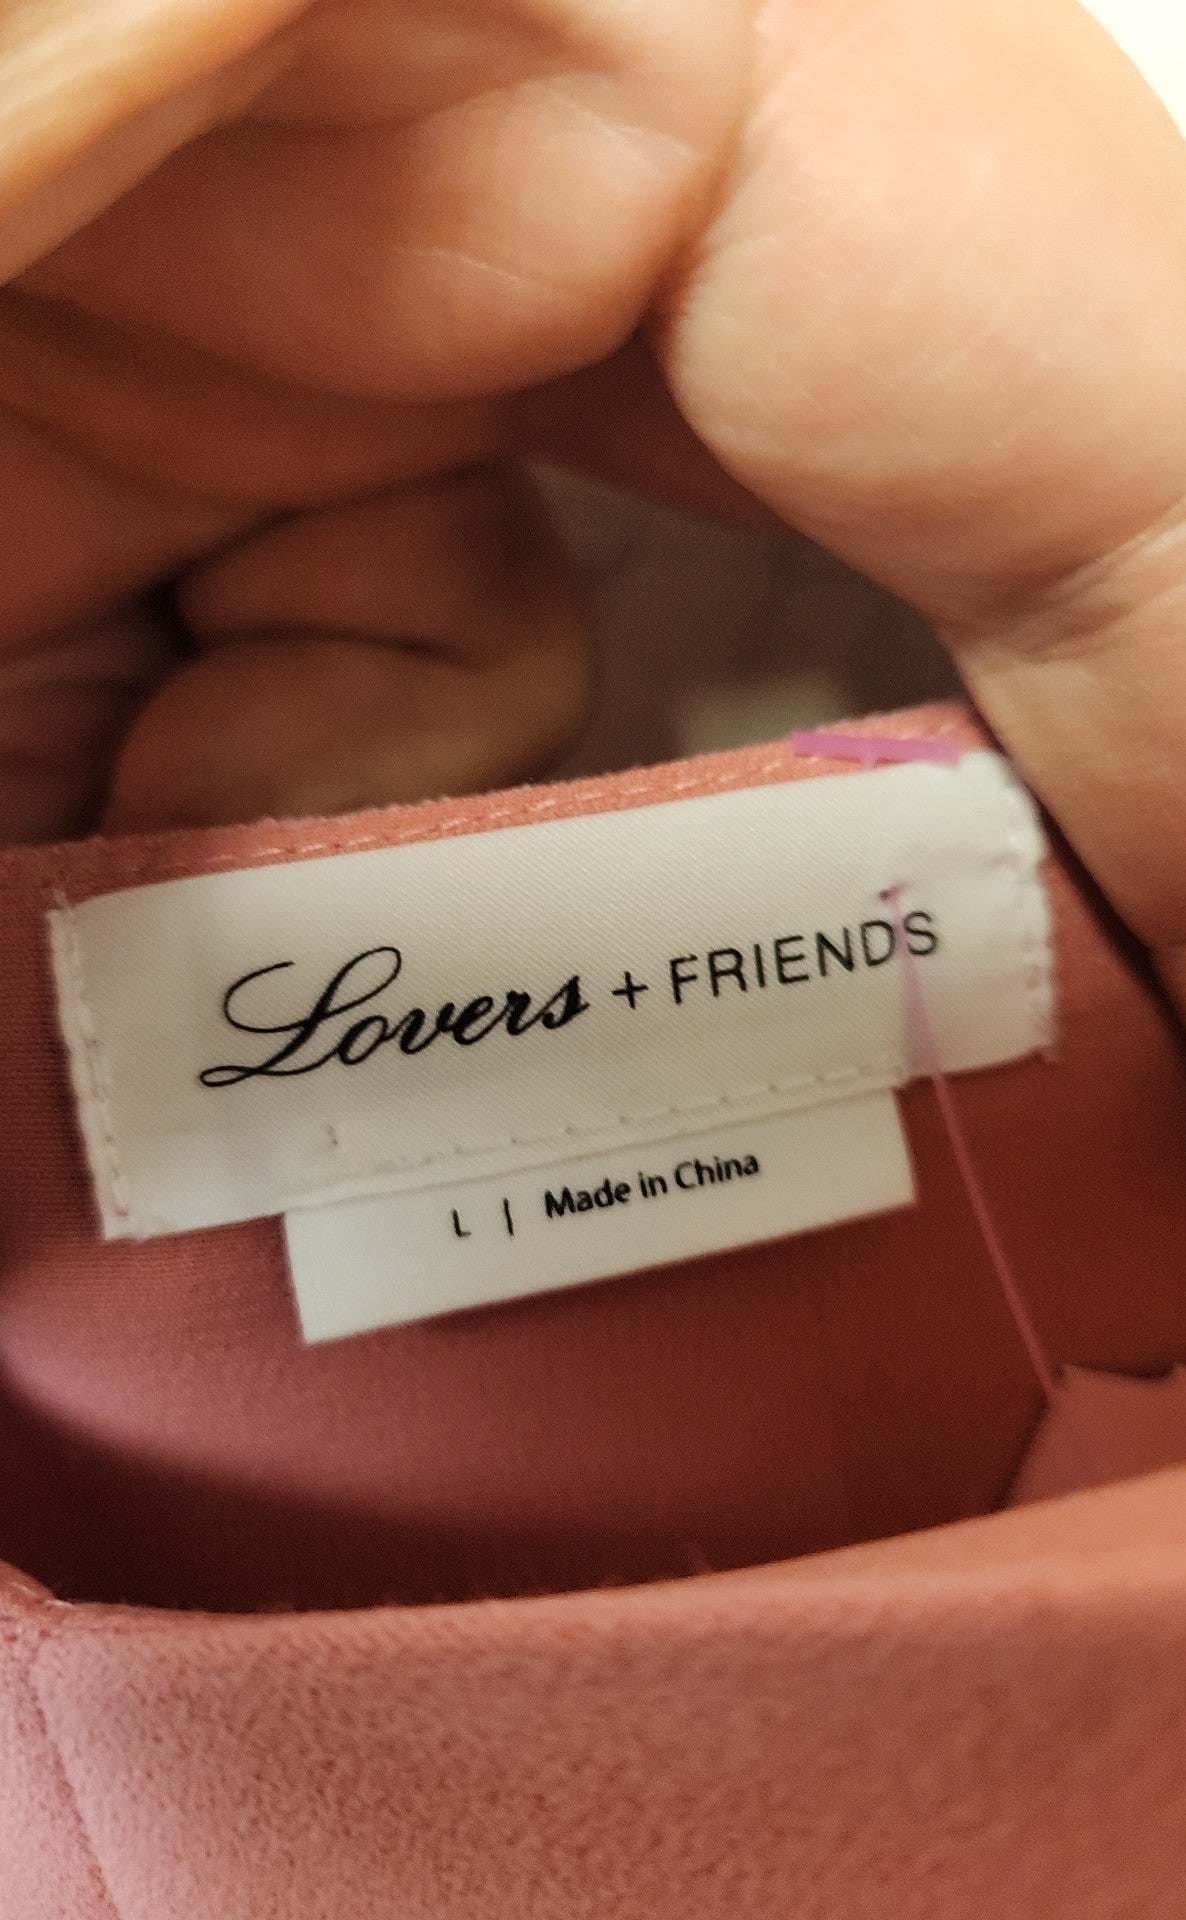 Lovers + FRIENDS
L | Made in China